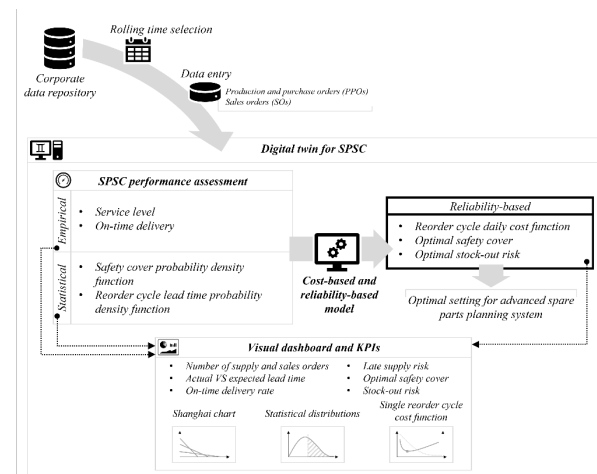 Rolling time selection
Corporate
data repository
Data entry
Production and purchase orders (PPOs)
Sales orders (SOs)
Digital twin for SPSC
SPSC performance assessment
Empirical
• Service level
• On-time delivery
Statistical
• Safety cover probability density
function
• Reorder cycle lead time probability
density function
Cost-based and
reliability-based
model
Reliability-based
• Reorder cycle daily cost function
• Optimal safety cover
• Optimal stock-out risk
Optimal setting for advanced spare
parts planning system
Visual dashboard and KPIs
• Number of supply and sales orders
• Actual VS expected lead time
• On-time delivery rate
• Late supply risk
• Optimal safety cover
• Stock-out risk
Shanghai chart
Statistical distributions
Single reorder cycle
cost function